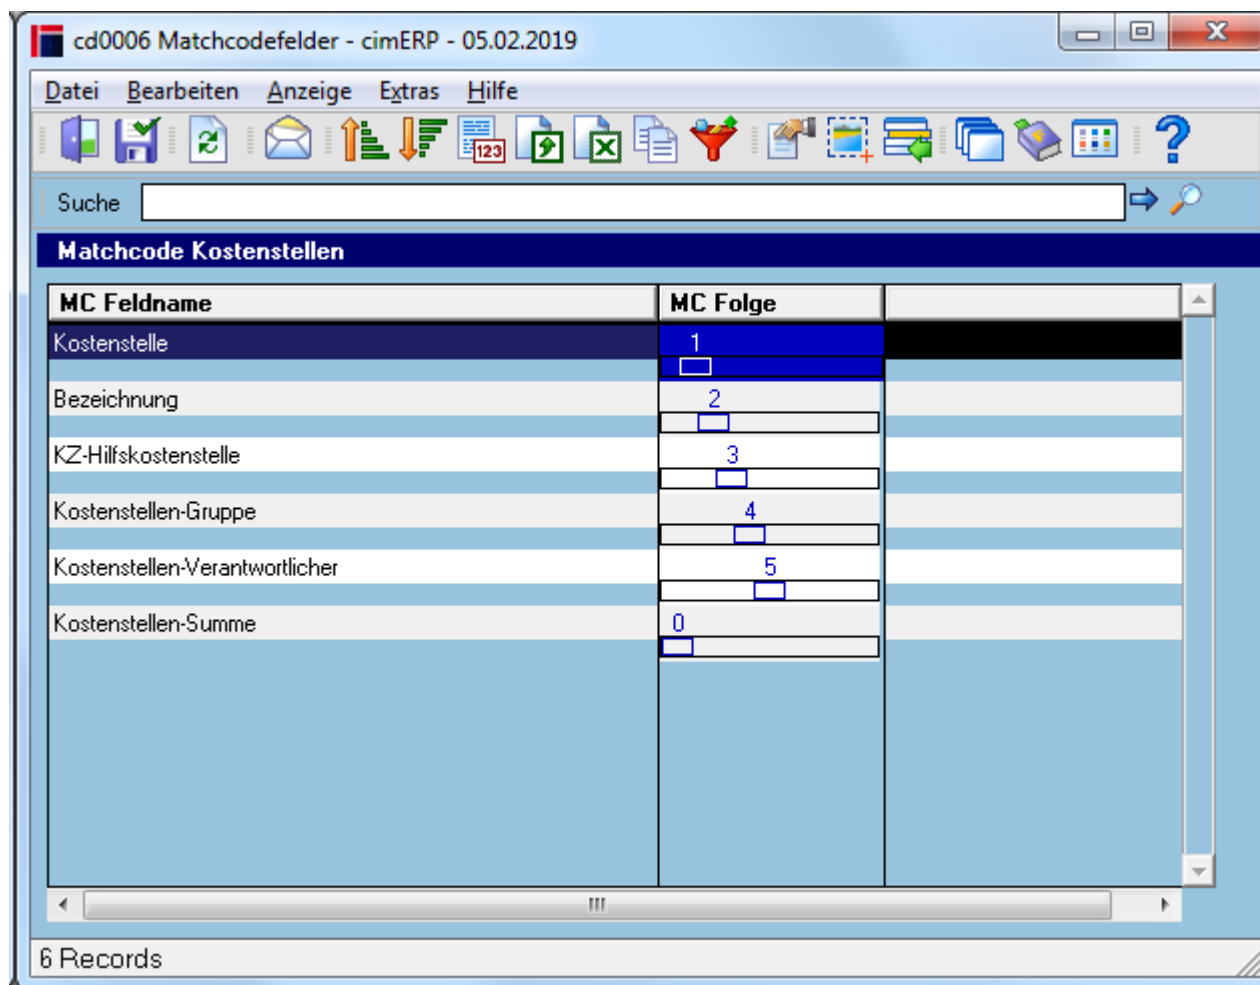 cd0006 Matchcodefelder - cimERP - 05.02.2019
Datei Bearbeiten Anzeige Extras Hilfe
123
Suche
Matchcode Kostenstellen
MC Feldname MC Folge
Kostenstelle 1
Bezeichnung 2
KZ-Hilfskostenstelle 3
Kostenstellen-Gruppe 4
Kostenstellen-Verantwortlicher 5
Kostenstellen-Summe 0
6 Records